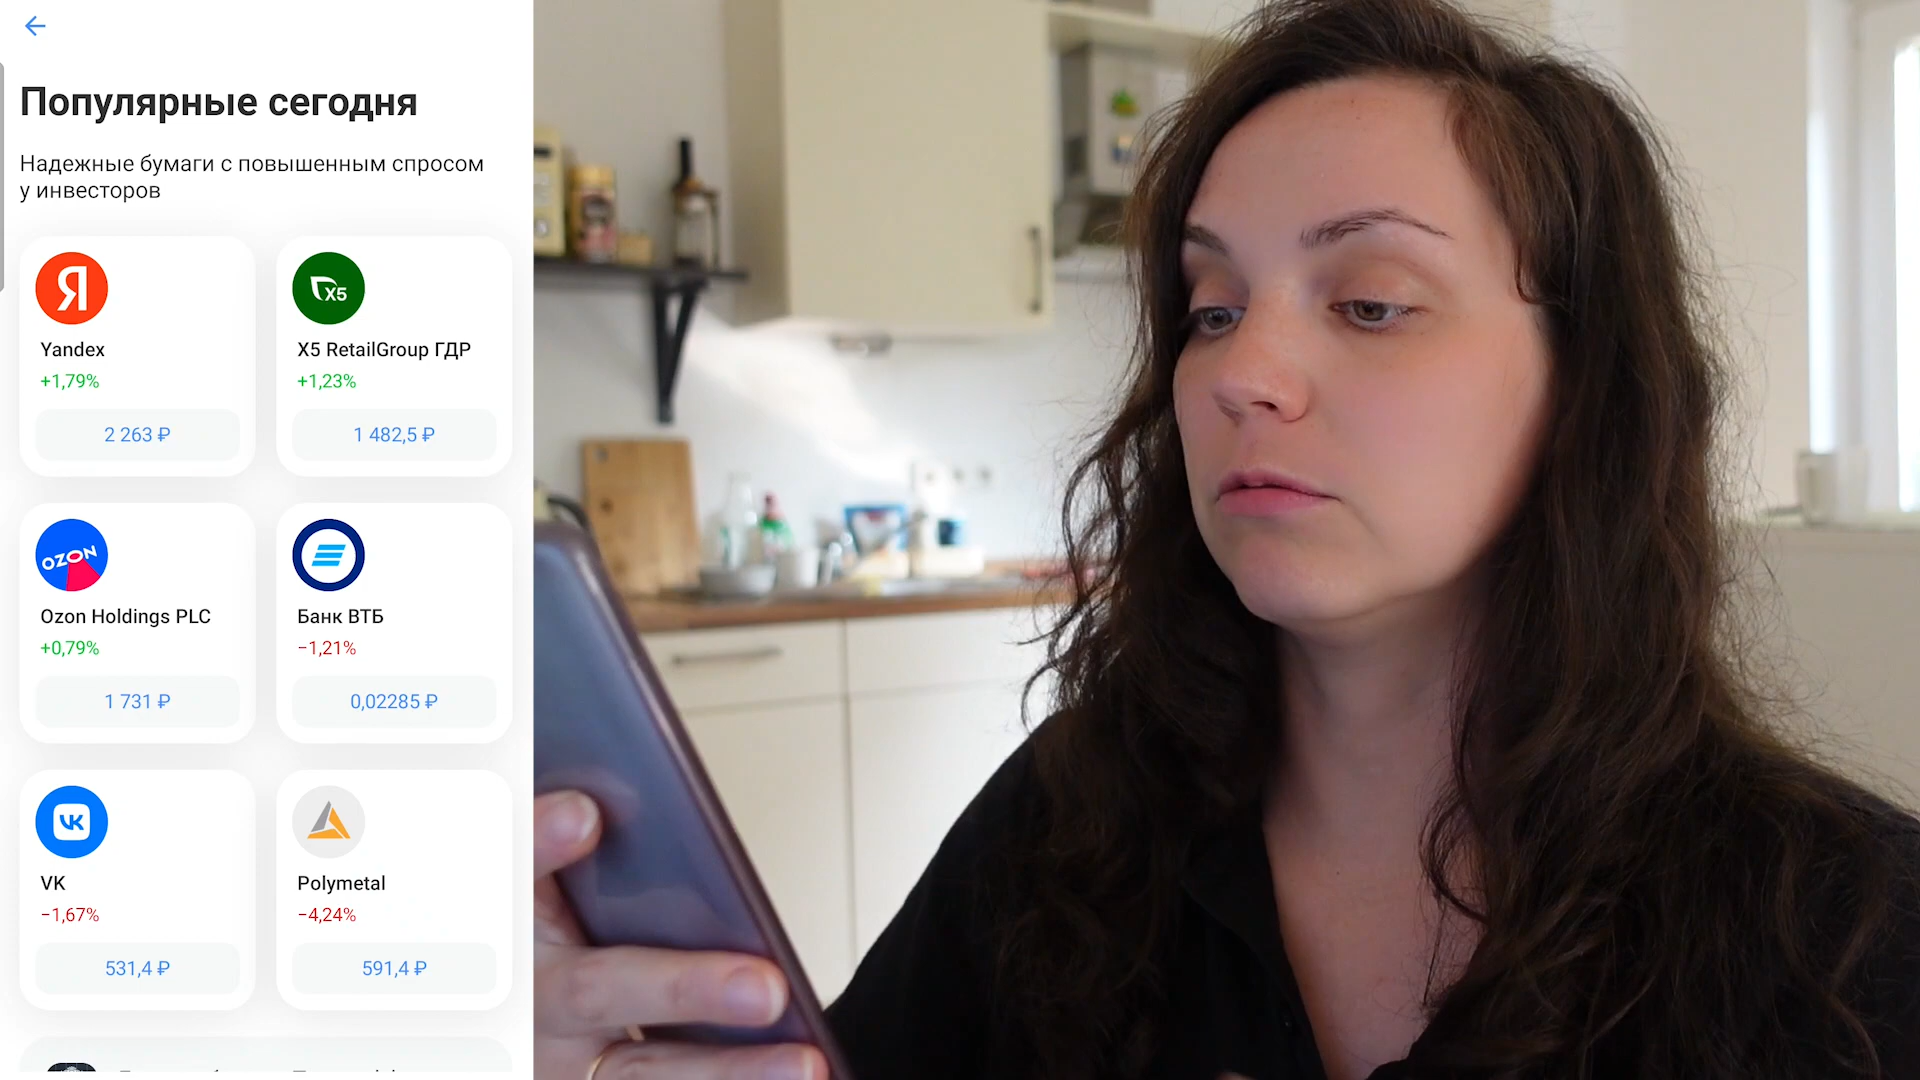 Популярные сегодня
Надежные бумаги с повышенным спросом
у инвесторов
Я
Yandex
+1,79%
2 263 ₽
X5
X5 RetailGroup ГДР
+1,23%
1 482,5 ₽
OZON
Ozon Holdings PLC
+0,79%
1 731 ₽
Банк ВТБ
−1,21%
0,02285 ₽
VK
VK
−1,67%
531,4 ₽
Polymetal
−4,24%
591,4 ₽